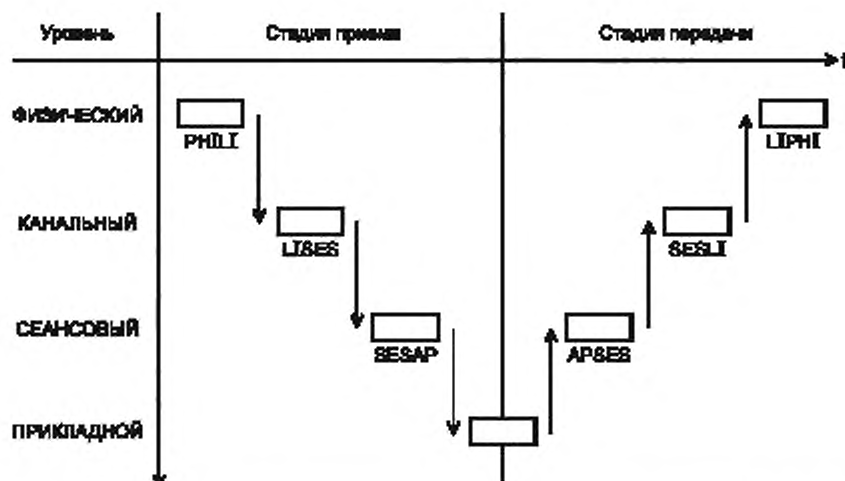 Уровень Стадия приема Стадия передачи
t
ФИЗИЧЕСКИЙ
PHILI LIPHI
КАНАЛЬНЫЙ
LISES SESLI
СЕАНСОВЫЙ
SESAP APSES
ПРИКЛАДНОЙ